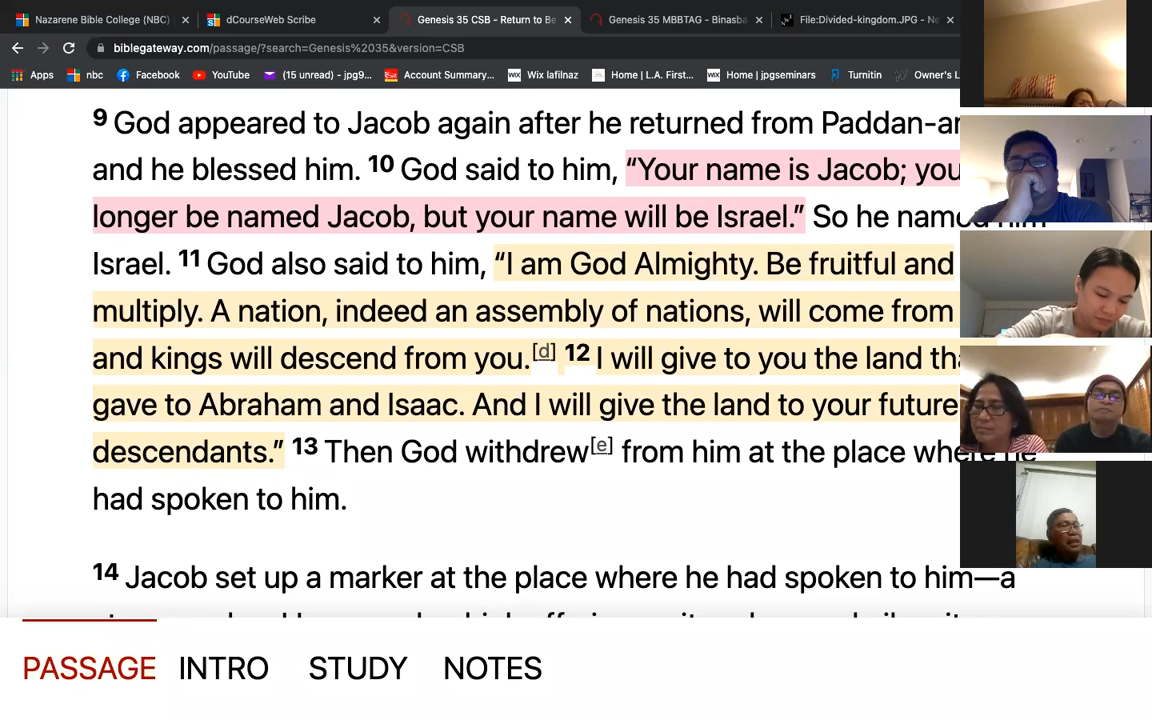 Nazarene Bible College (NBC)
dCourseWeb Scribe
Genesis 35 CSB - Return to Be
Genesis 35 MBBTAG - Binasba
File:Divided-kingdom.JPG - Ne
biblegateway.com/passage/?search=Genesis%2035&version=CSB
Apps nbc Facebook YouTube (15 unread) - jpg9... Account Summary... Wix lafilnaz Home | L.A. First... Home | jpgseminars Turnitin Owner's L
9 God appeared to Jacob again after he returned from Paddan-a
and he blessed him. 10 God said to him, “Your name is Jacob; you
longer be named Jacob, but your name will be Israel.” So he named him
Israel. 11 God also said to him, “I am God Almighty. Be fruitful and
multiply. A nation, indeed an assembly of nations, will come from
and kings will descend from you.[d] 12 I will give to you the land tha
gave to Abraham and Isaac. And I will give the land to your future
descendants.” 13 Then God withdrew[e] from him at the place where he
had spoken to him.
14 Jacob set up a marker at the place where he had spoken to him—a
PASSAGE INTRO STUDY NOTES